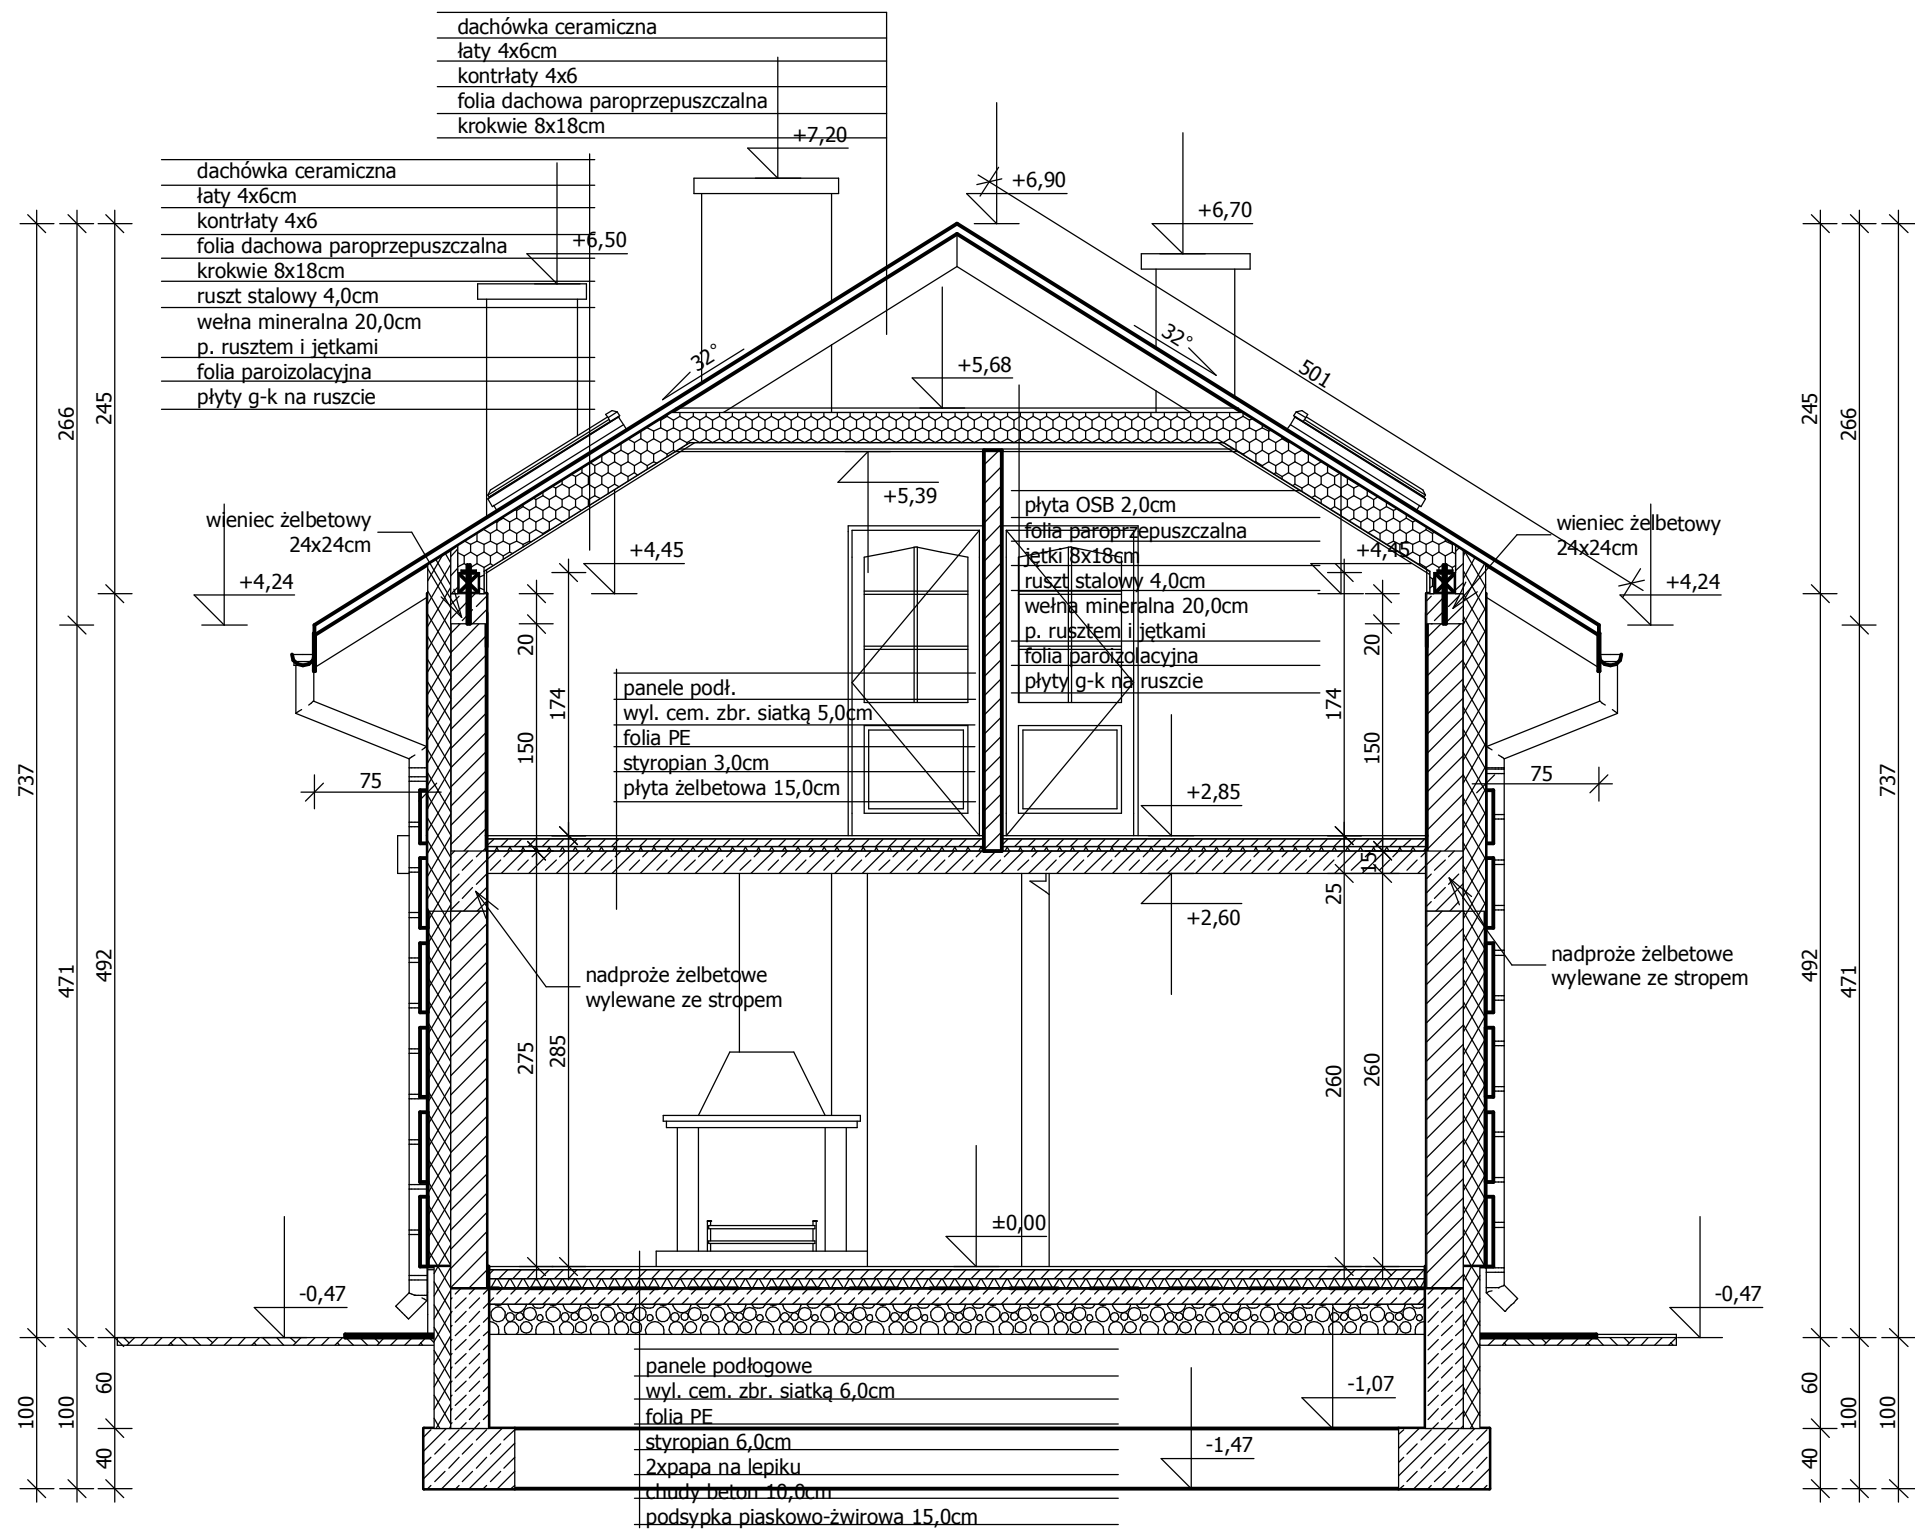 dachówka ceramiczna
łaty 4x6cm
kontrłaty 4x6
folia dachowa paroprzepuszczalna
krokwie 8x18cm
+7,20
dachówka ceramiczna
łaty 4x6cm
kontrłaty 4x6
folia dachowa paroprzepuszczalna
krokwie 8x18cm
ruszt stalowy 4,0cm
wełna mineralna 20,0cm
p. rusztem i jętkami
folia paroizolacyjna
płyty g-k na ruszcie
+6,50
+6,90
+6,70
32°
32°
501
+5,68
+5,39
266
245
245
266
wieniec żelbetowy
24x24cm
+4,24
+4,45
płyta OSB 2,0cm
folia paroprzepuszczalna
jętki 8x18cm
ruszt stalowy 4,0cm
wełna mineralna 20,0cm
p. rusztem i jętkami
folia paroizolacyjna
płyty g-k na ruszcie
+4,45
wieniec żelbetowy
24x24cm
+4,24
20
174
150
20
174
150
panele podł.
wyl. cem. zbr. siatką 5,0cm
folia PE
styropian 3,0cm
płyta żelbetowa 15,0cm
75
75
737
737
+2,85
15
25
+2,60
471
492
492
471
nadproże żelbetowe
wylewane ze stropem
nadproże żelbetowe
wylewane ze stropem
275
285
260
260
±0,00
-0,47
-0,47
panele podłogowe
wyl. cem. zbr. siatką 6,0cm
folia PE
styropian 6,0cm
2xpapa na lepiku
chudy beton 10,0cm
podsypka piaskowo-żwirowa 15,0cm
-1,07
-1,47
100
100
60
40
60
40
100
100